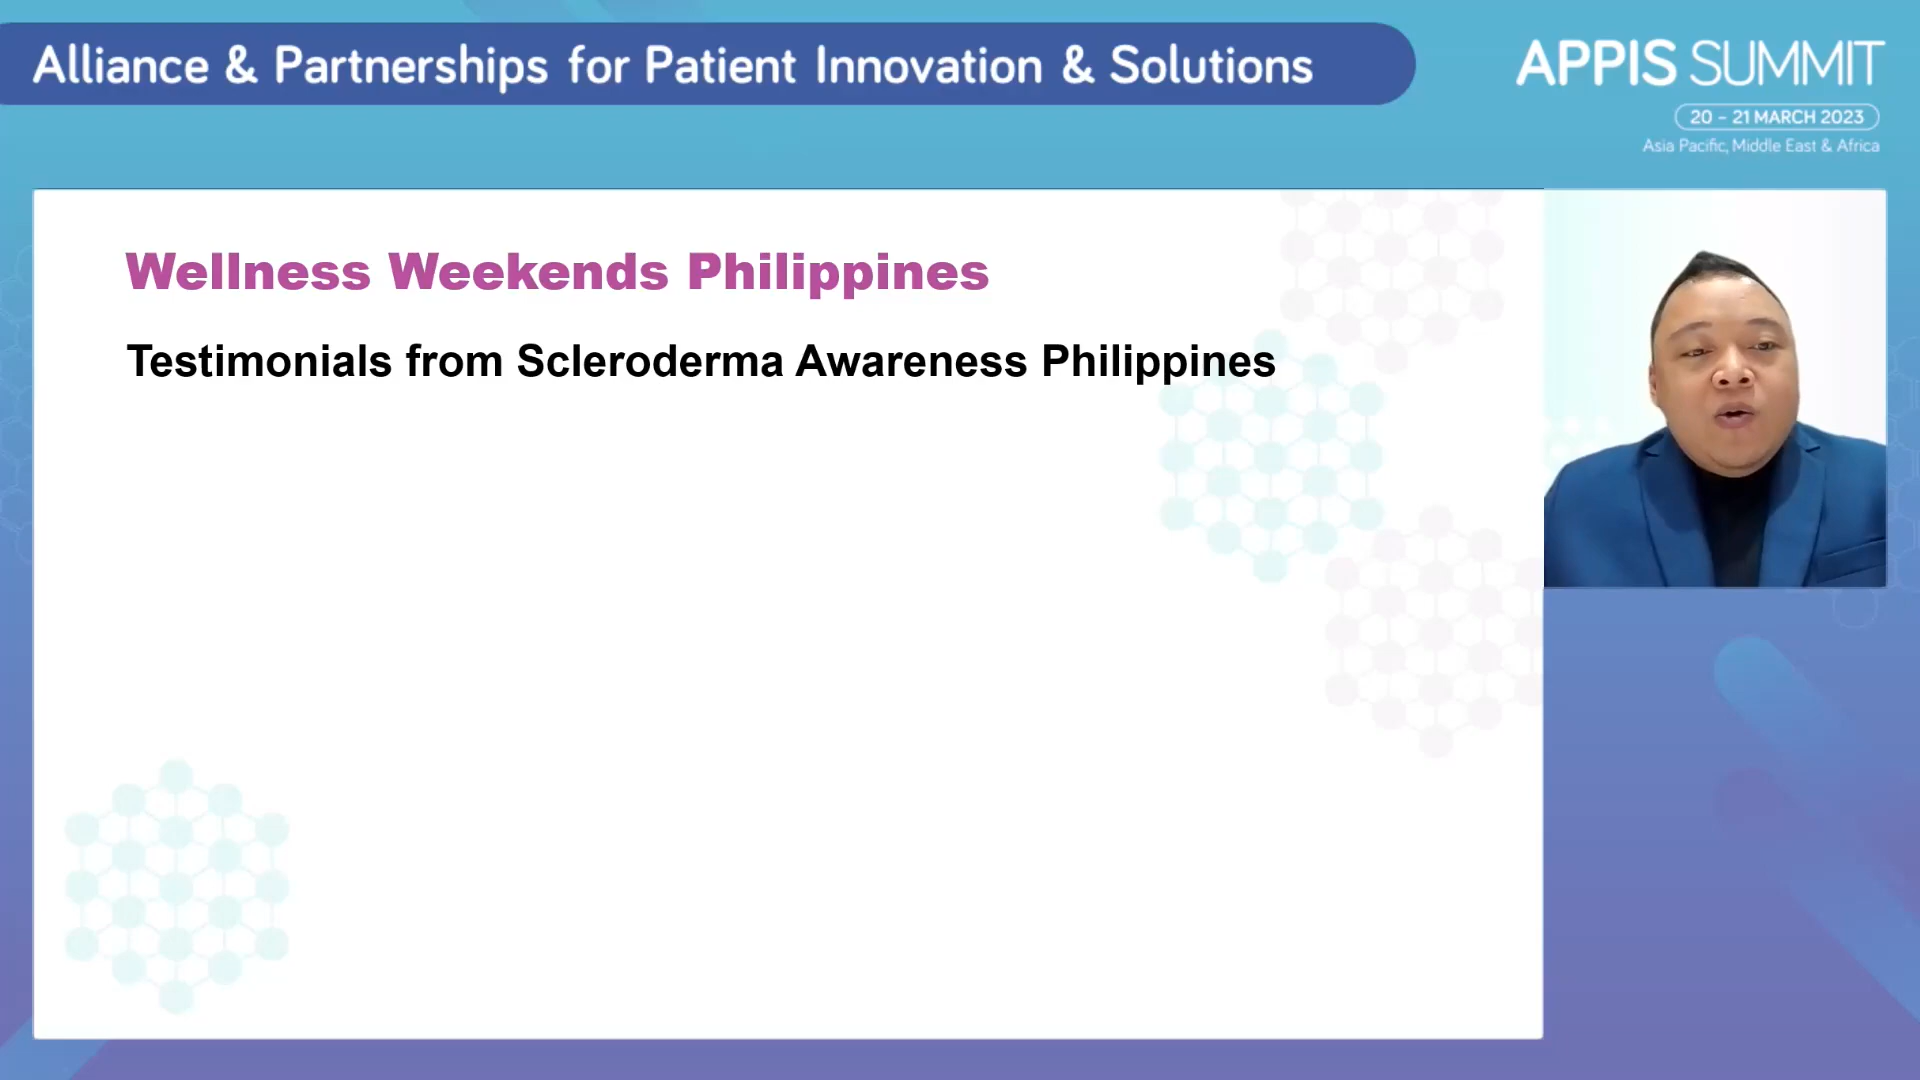 Alliance & Partnerships for Patient Innovation & Solutions
APPIS SUMMIT
20 – 21 MARCH 2023
Asia Pacific, Middle East & Africa
Wellness Weekends Philippines
Testimonials from Scleroderma Awareness Philippines